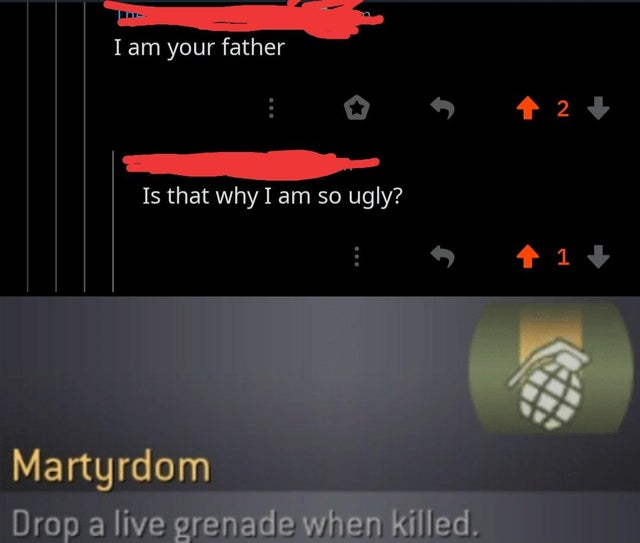 I am your father
2
Is that why I am so ugly?
1
Martyrdom
Drop a live grenade when killed.